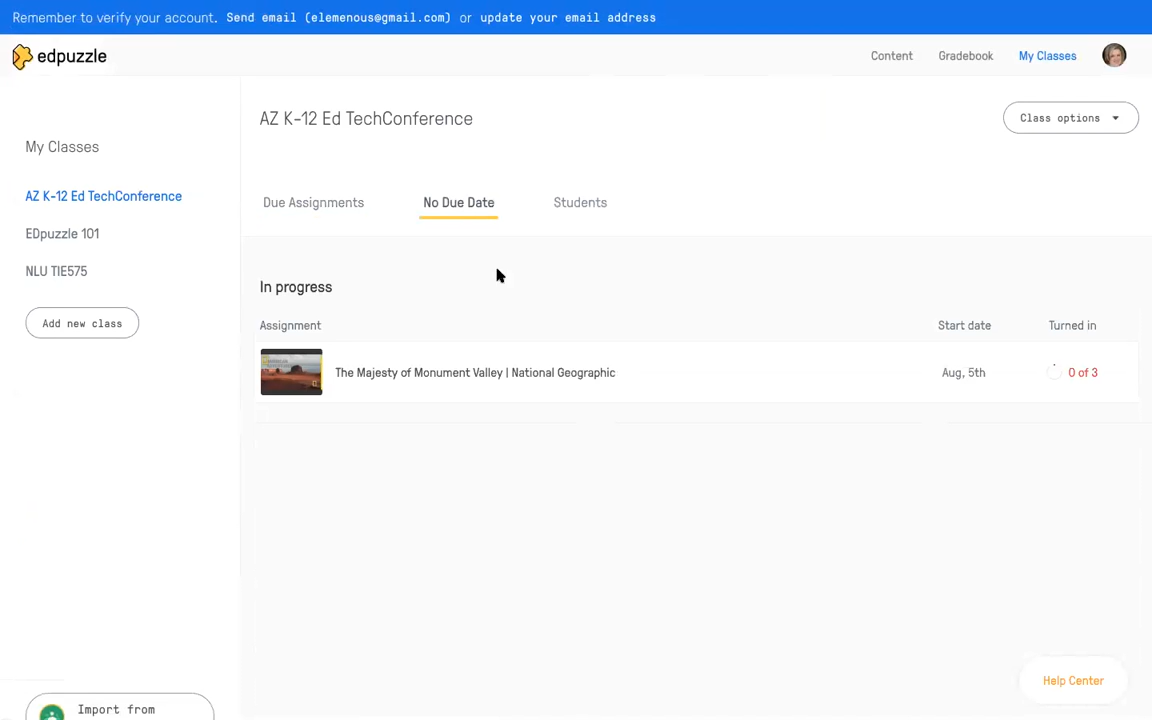 Remember to verify your account. Send email (elemenous@gmail.com) or update your email address
edpuzzle
Content
Gradebook
My Classes
My Classes
AZ K-12 Ed TechConference
EDpuzzle 101
NLU TIE575
Add new class
Import from
AZ K-12 Ed TechConference
Class options
Due Assignments
No Due Date
Students
In progress
Assignment
Start date
Turned in
The Majesty of Monument Valley | National Geographic
Aug, 5th
0 of 3
Help Center